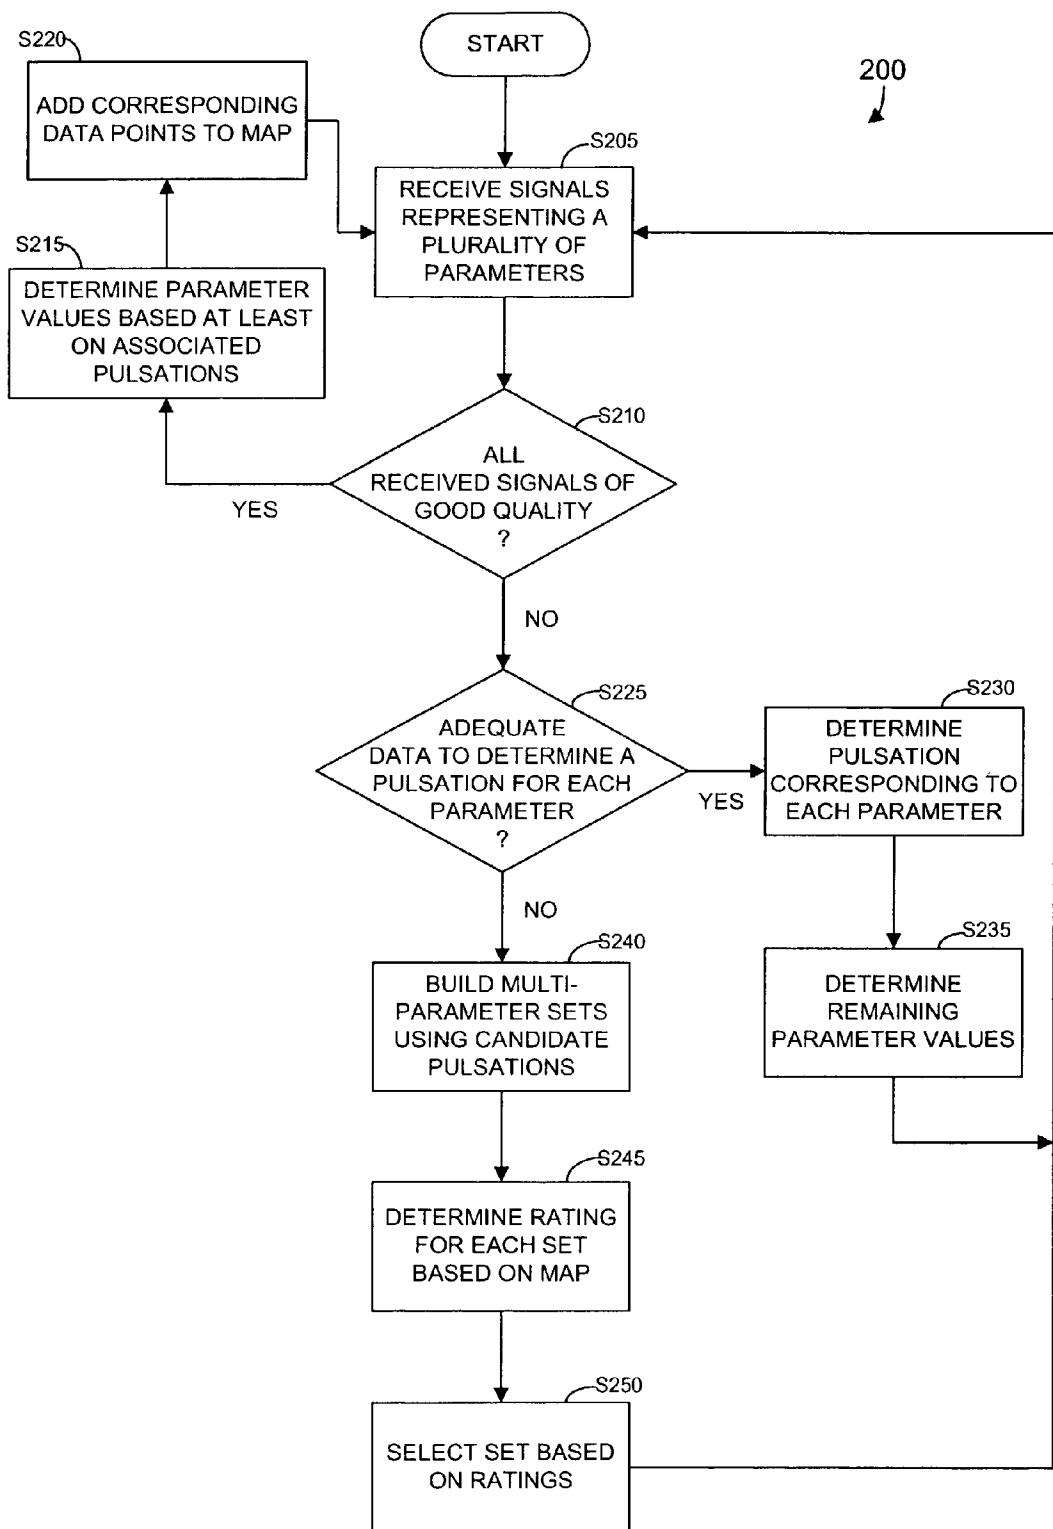 START
200
S220
ADD CORRESPONDING
DATA POINTS TO MAP
S205
RECEIVE SIGNALS
REPRESENTING A
PLURALITY OF
PARAMETERS
S215
DETERMINE PARAMETER
VALUES BASED AT LEAST
ON ASSOCIATED
PULSATIONS
S210
ALL
RECEIVED SIGNALS OF
GOOD QUALITY
?
YES
NO
S225
ADEQUATE
DATA TO DETERMINE A
PULSATION FOR EACH
PARAMETER
?
YES
S230
DETERMINE
PULSATION
CORRESPONDING TO
EACH PARAMETER
NO
S235
DETERMINE
REMAINING
PARAMETER VALUES
S240
BUILD MULTI-
PARAMETER SETS
USING CANDIDATE
PULSATIONS
S245
DETERMINE RATING
FOR EACH SET
BASED ON MAP
S250
SELECT SET BASED
ON RATINGS